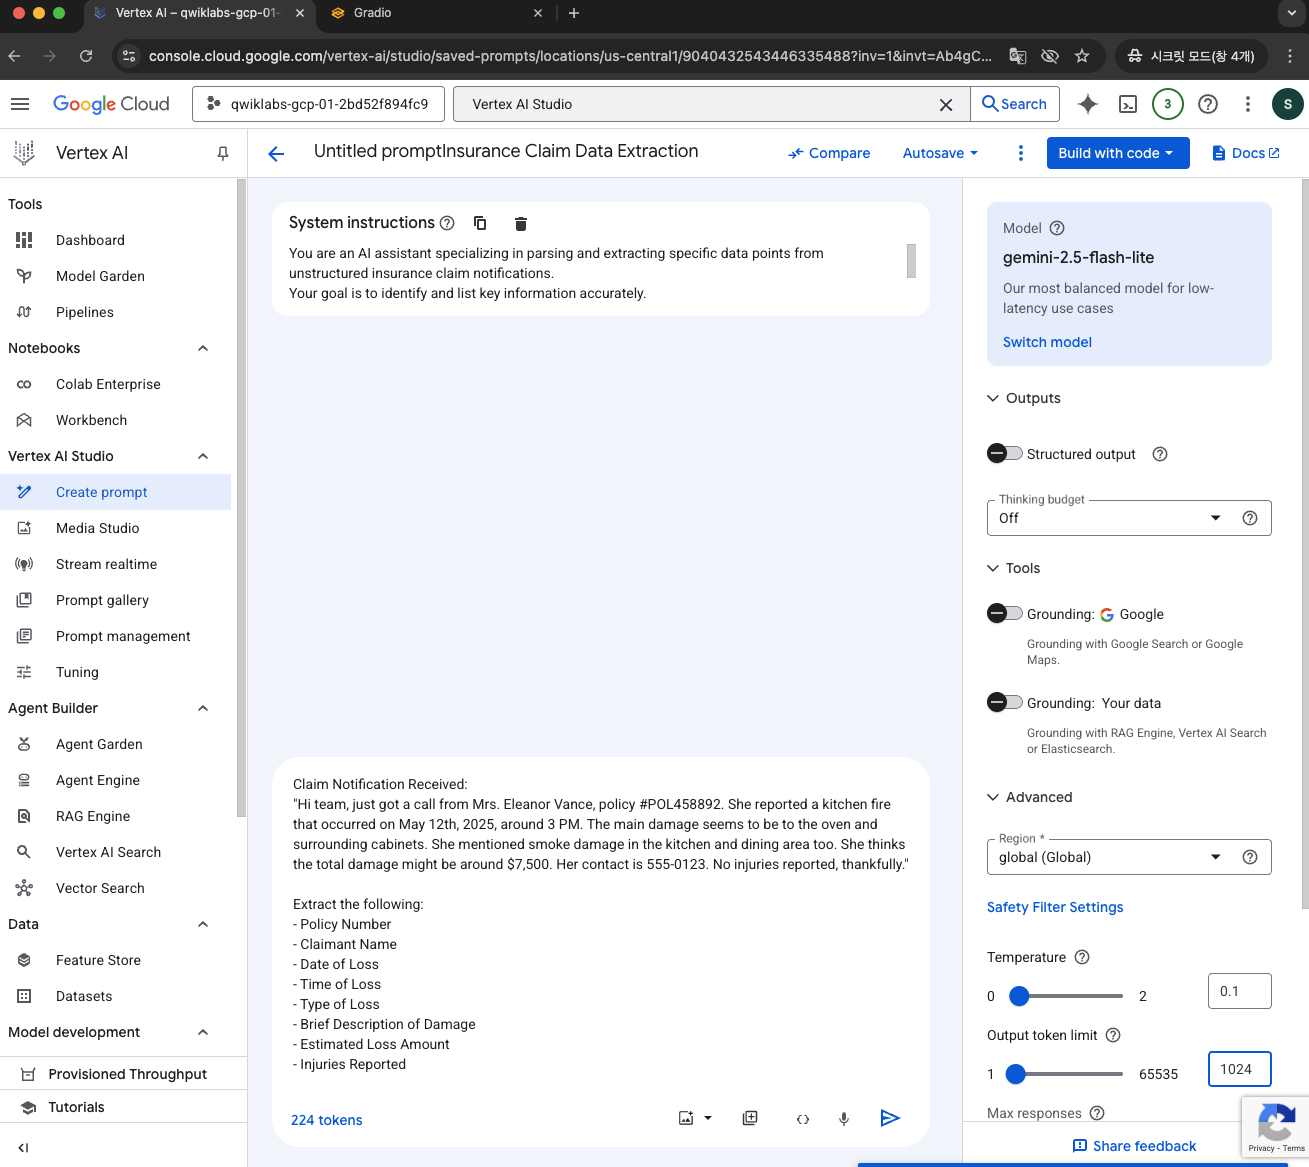 Vertex AI – qwiklabs-gcp-01-
Gradio
console.cloud.google.com/vertex-ai/studio/saved-prompts/locations/us-central1/9040432543446335488?inv=1&invt=Ab4gC...
시크릿 모드(창 4개)
Google Cloud
qwiklabs-gcp-01-2bd52f894fc9
Vertex AI Studio
Search
3
S
Vertex AI
Untitled promptInsurance Claim Data Extraction
Compare
Autosave
Build with code
Docs
Tools
Dashboard
Model Garden
Pipelines
Notebooks
Colab Enterprise
Workbench
Vertex AI Studio
Create prompt
Media Studio
Stream realtime
Prompt gallery
Prompt management
Tuning
Agent Builder
Agent Garden
Agent Engine
RAG Engine
Vertex AI Search
Vector Search
Data
Feature Store
Datasets
Model development
Provisioned Throughput
Tutorials
System instructions
You are an AI assistant specializing in parsing and extracting specific data points from
unstructured insurance claim notifications.
Your goal is to identify and list key information accurately.
Claim Notification Received:
"Hi team, just got a call from Mrs. Eleanor Vance, policy #POL458892. She reported a kitchen fire
that occurred on May 12th, 2025, around 3 PM. The main damage seems to be to the oven and
surrounding cabinets. She mentioned smoke damage in the kitchen and dining area too. She thinks
the total damage might be around $7,500. Her contact is 555-0123. No injuries reported, thankfully."
Extract the following:
- Policy Number
- Claimant Name
- Date of Loss
- Time of Loss
- Type of Loss
- Brief Description of Damage
- Estimated Loss Amount
- Injuries Reported
224 tokens
Model
gemini-2.5-flash-lite
Our most balanced model for low-
latency use cases
Switch model
Outputs
Structured output
Thinking budget
Off
Tools
Grounding: Google
Grounding with Google Search or Google
Maps.
Grounding: Your data
Grounding with RAG Engine, Vertex AI Search
or Elasticsearch.
Advanced
Region *
global (Global)
Safety Filter Settings
Temperature
0
2
0.1
Output token limit
1
65535
1024
Max responses
Share feedback
Privacy - Terms